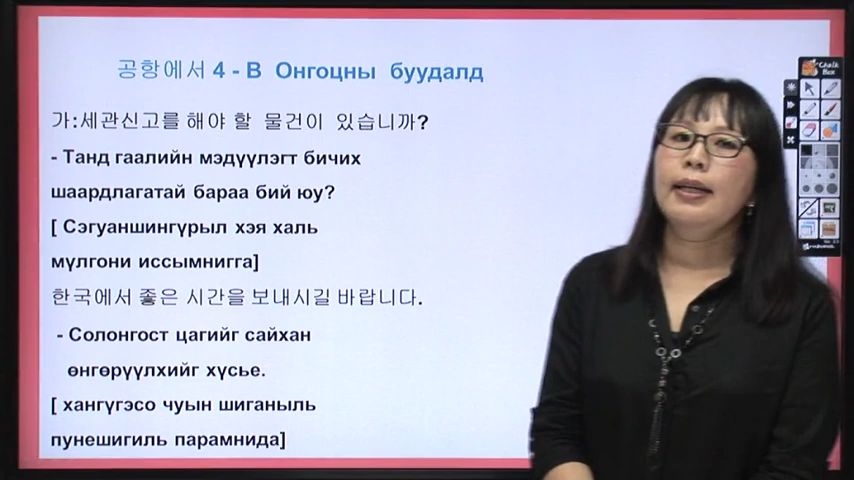 공항에서 4 - B Онгоцны буудалд
가:세관신고를 해야 할 물건이 있습니까?
- Танд гаалийн мэдүүлэгт бичих
шаардлагатай бараа бий юу?
[ Сэгуаншингүрыл хэя халь
мүлгони иссымнигга]
한국에서 좋은 시간을 보내시길 바랍니다.
- Солонгост цагийг сайхан
өнгөрүүлхийг хүсье.
[ хангүгэсо чуын шиганыль
пунешигиль парамнида]
Chalk
Box